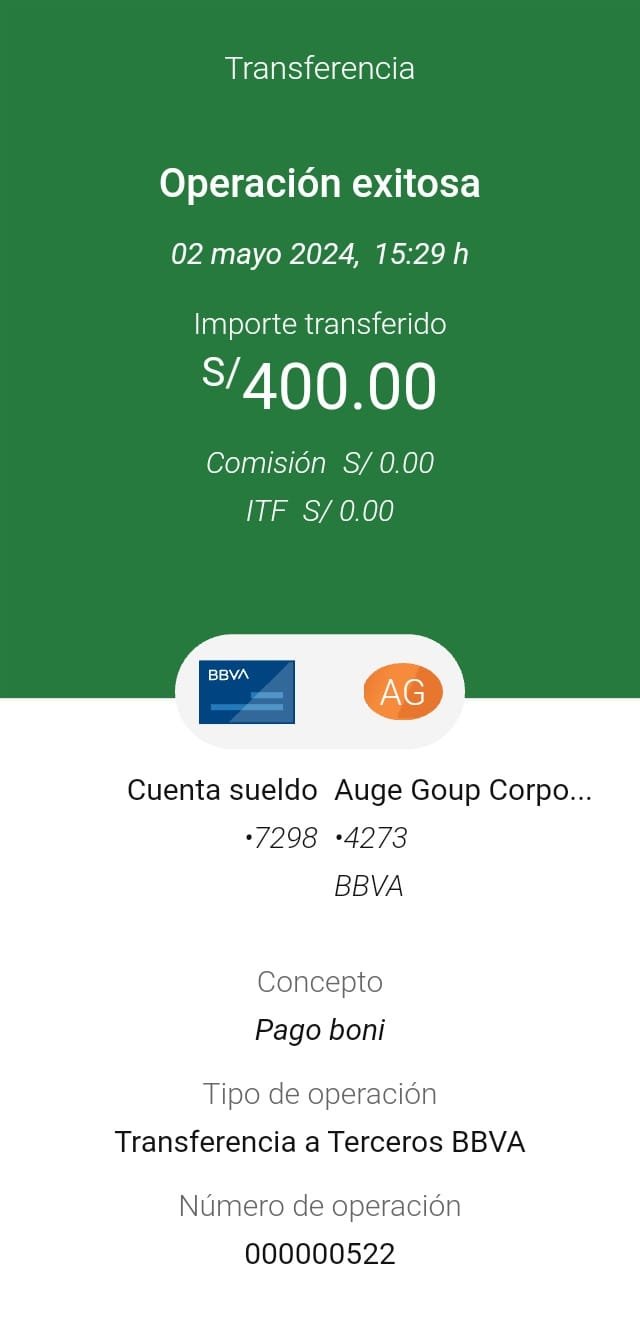 Transferencia
Operación exitosa
02 mayo 2024, 15:29 h
Importe transferido
S/400.00
Comisión S/ 0.00
ITF S/ 0.00
BBVA AG
Cuenta sueldo Auge Goup Corpo...
•7298 •4273
BBVA
Concepto
Pago boni
Tipo de operación
Transferencia a Terceros BBVA
Número de operación
000000522